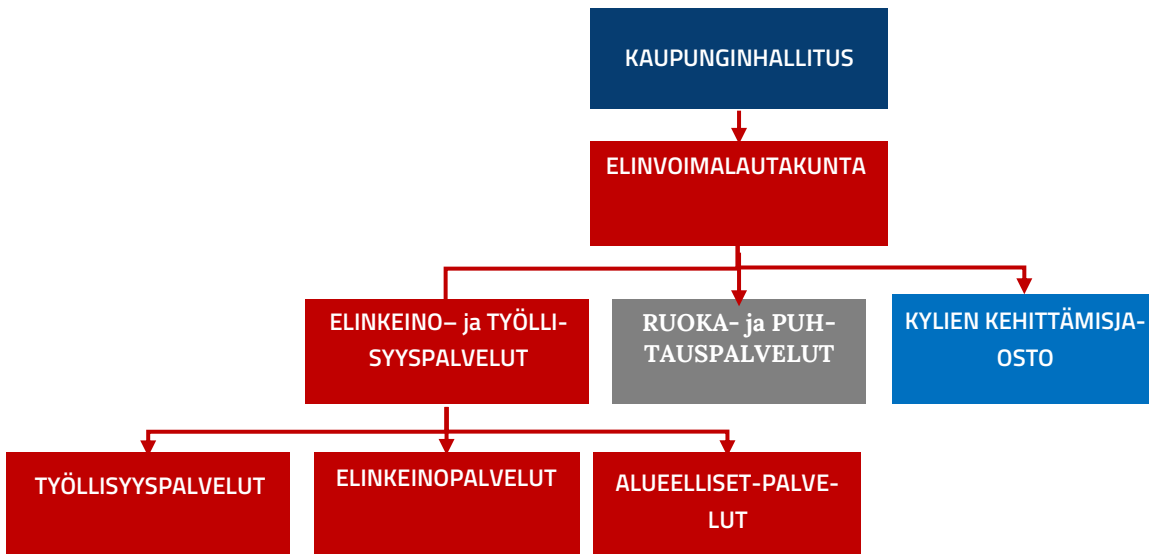 KAUPUNGINHALLITUS
ELINVOIMALAUTAKUNTA
ELINKEINO– ja TYÖLLI-
SYYSPALVELUT
RUOKA- ja PUH-
TAUSPALVELUT
KYLIEN KEHITTÄMISJA-
OSTO
TYÖLLISYYSPALVELUT
ELINKEINOPALVELUT
ALUEELLISET-PALVE-
LUT